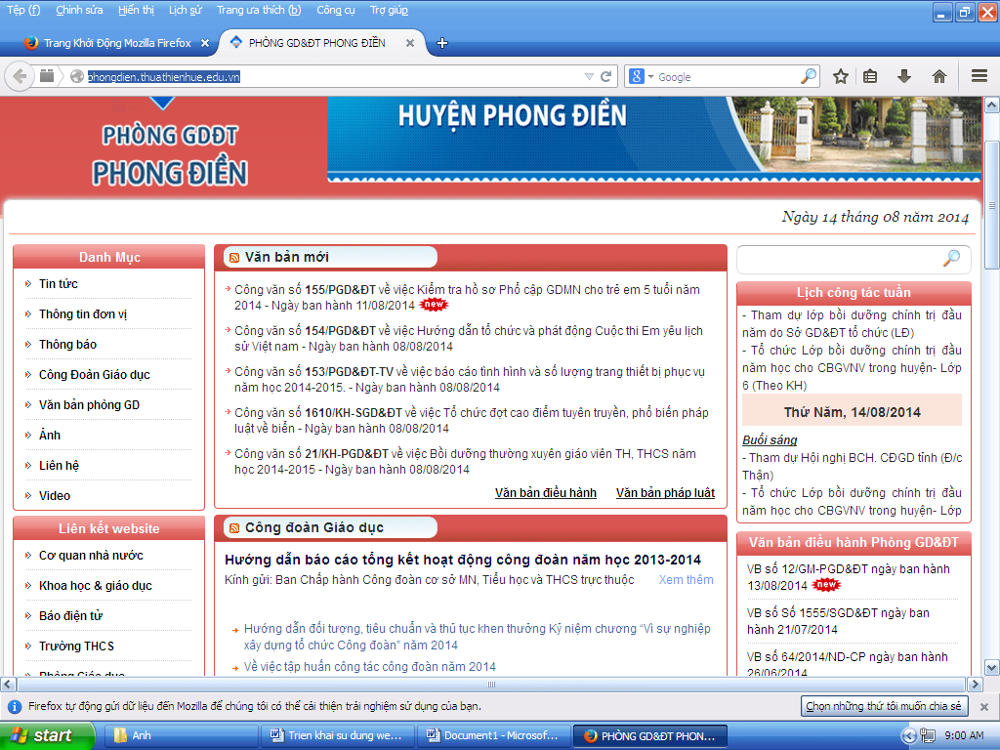 Tệp (f) Chỉnh sửa Hiển thị Lịch sử Trang ưa thích (b) Công cụ Trợ giúp
Trang Khởi Động Mozilla Firefox
PHÒNG GD&ĐT PHONG ĐIỀN
phongdien.thuathienhue.edu.vn
Google
PHÒNG GDĐT
PHONG ĐIỀN
HUYỆN PHONG ĐIỀN
Ngày 14 tháng 08 năm 2014
Danh Mục
Tin tức
Thông tin đơn vị
Thông báo
Công Đoàn Giáo dục
Văn bản phòng GD
Ảnh
Liên hệ
Video
Liên kết website
Cơ quan nhà nước
Khoa học & giáo dục
Báo điện tử
Trường THCS
Phòng Giáo dục
Văn bản mới
Công văn số 155/PGD&ĐT về việc Kiểm tra hồ sơ Phổ cập GDMN cho trẻ em 5 tuổi năm
2014 - Ngày ban hành 11/08/2014 new
Công văn số 154/PGD&ĐT về việc Hướng dẫn tổ chức và phát động Cuộc thi Em yêu lịch
sử Việt nam - Ngày ban hành 08/08/2014
Công văn số 153/PGD&ĐT-TV về việc báo cáo tình hình và số lượng trang thiết bị phục vụ
năm học 2014-2015. - Ngày ban hành 08/08/2014
Công văn số 1610/KH-SGD&ĐT về việc Tổ chức đợt cao điểm tuyên truyền, phổ biến pháp
luật về biển - Ngày ban hành 08/08/2014
Công văn số 21/KH-PGD&ĐT về việc Bồi dưỡng thường xuyên giáo viên TH, THCS năm
học 2014-2015 - Ngày ban hành 08/08/2014
Văn bản điều hành Văn bản pháp luật
Công đoàn Giáo dục
Hướng dẫn báo cáo tổng kết hoạt động công đoàn năm học 2013-2014
Kính gửi: Ban Chấp hành Công đoàn cơ sở MN, Tiểu học và THCS trực thuộc Xem thêm
Hướng dẫn đối tượng, tiêu chuẩn và thủ tục khen thưởng Kỷ niệm chương “Vì sự nghiệp
xây dựng tổ chức Công đoàn” năm 2014
Về việc tập huấn công tác công đoàn năm 2014
Lịch công tác tuần
- Tham dự lớp bồi dưỡng chính trị đầu
năm do Sở GD&ĐT tổ chức (LĐ)
- Tổ chức Lớp bồi dưỡng chính trị đầu
năm học cho CBGVNV trong huyện- Lớp
6 (Theo KH)
Thứ Năm, 14/08/2014
Buổi sáng
- Tham dự Hội nghị BCH. CĐGD tỉnh (Đ/c
Thận)
- Tổ chức Lớp bồi dưỡng chính trị đầu
năm học cho CBGVNV trong huyện- Lớp
Văn bản điều hành Phòng GD&ĐT
VB số 12/GM-PGD&ĐT ngày ban hành
13/08/2014 new
VB số Số 1555/SGD&ĐT ngày ban
hành 21/07/2014
VB số 64/2014/ND-CP ngày ban hành
26/06/2014
Firefox tự động gửi dữ liệu đến Mozilla để chúng tôi có thể cải thiện trải nghiệm sử dụng của bạn.
Chọn những thứ tôi muốn chia sẻ
start
Anh
Trien khai su dung we...
Document1 - Microsof...
PHÒNG GD&ĐT PHON...
9:00 AM